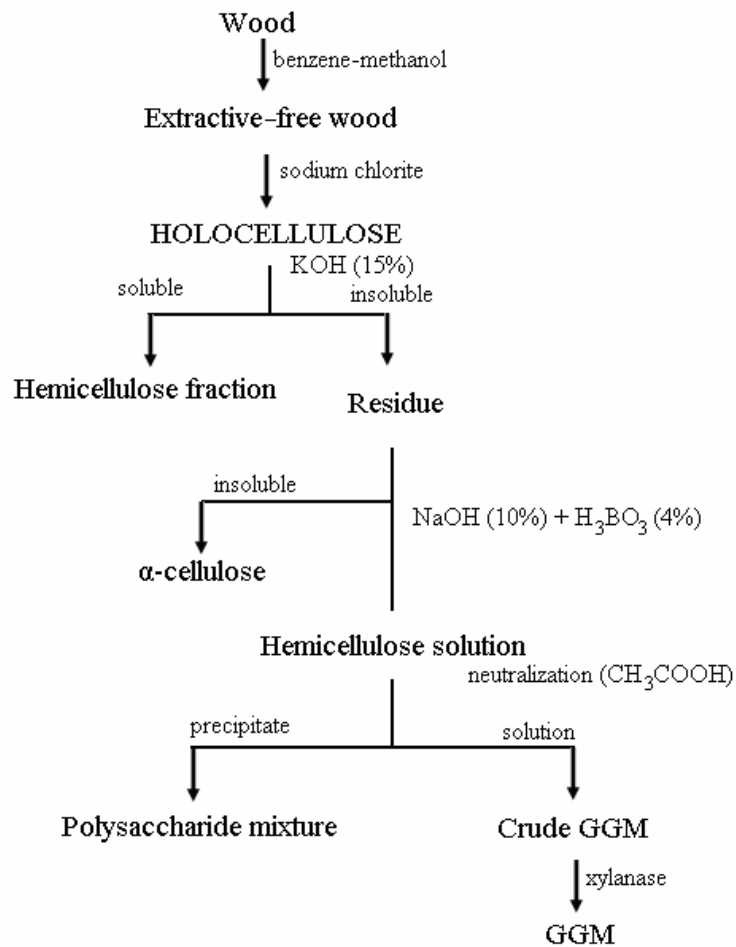 Wood
benzene-methanol
Extractive-free wood
sodium chlorite
HOLOCELLULOSE
KOH (15%)
soluble
insoluble
Hemicellulose fraction
Residue
insoluble
NaOH (10%) + H₃BO₃ (4%)
α-cellulose
Hemicellulose solution
neutralization (CH₃COOH)
precipitate
solution
Polysaccharide mixture
Crude GGM
xylanase
GGM